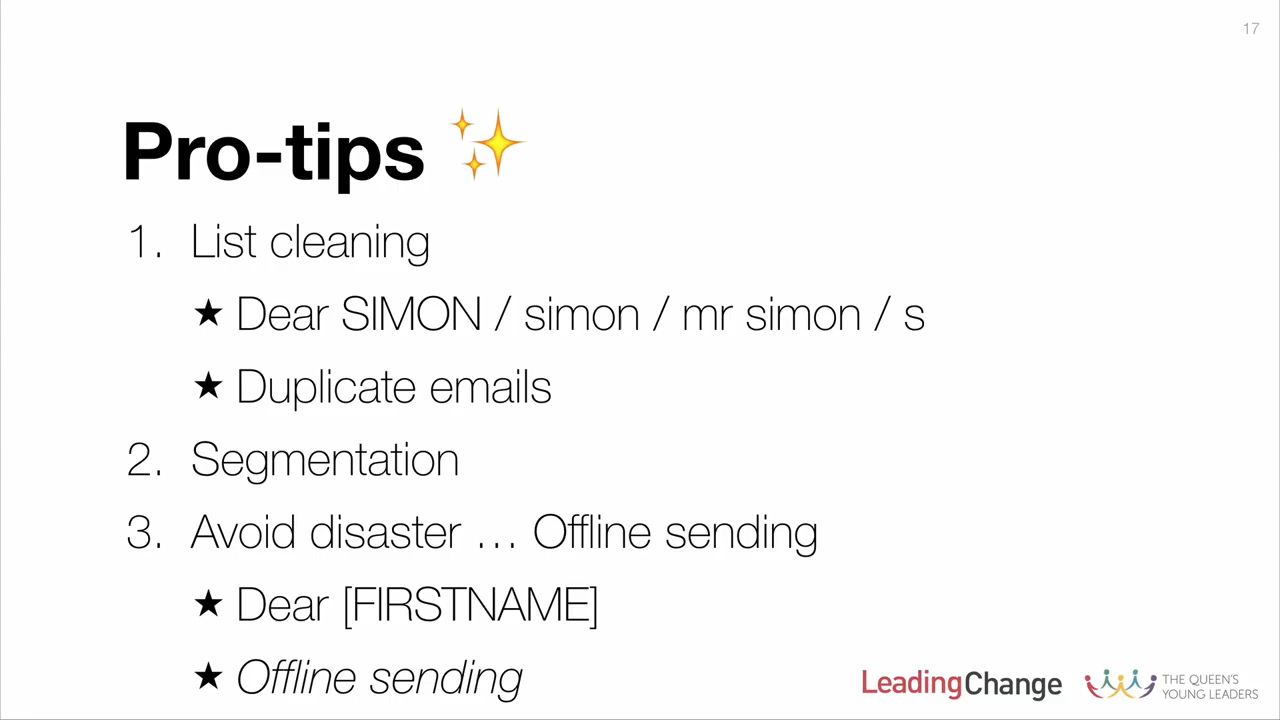 17
Pro-tips
1. List cleaning
★ Dear SIMON / simon / mr simon / s
★ Duplicate emails
2. Segmentation
3. Avoid disaster … Offline sending
★ Dear [FIRSTNAME]
★ Offline sending
LeadingChange
THE QUEEN'S
YOUNG LEADERS